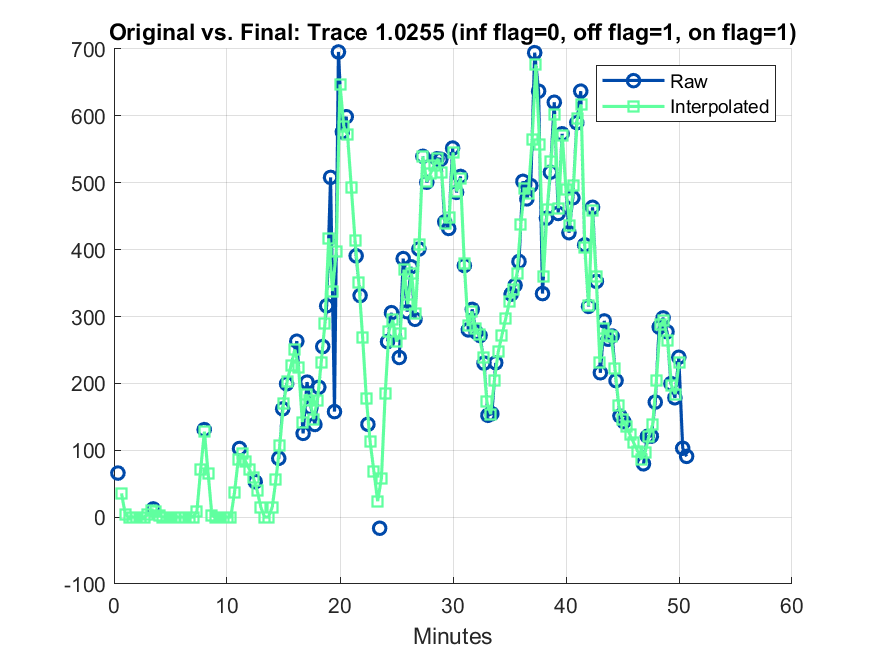 Original vs. Final: Trace 1.0255 (inf flag=0, off flag=1, on flag=1)
700
600
500
400
300
200
100
0
-100
Raw
Interpolated
0 10 20 30 40 50 60
Minutes